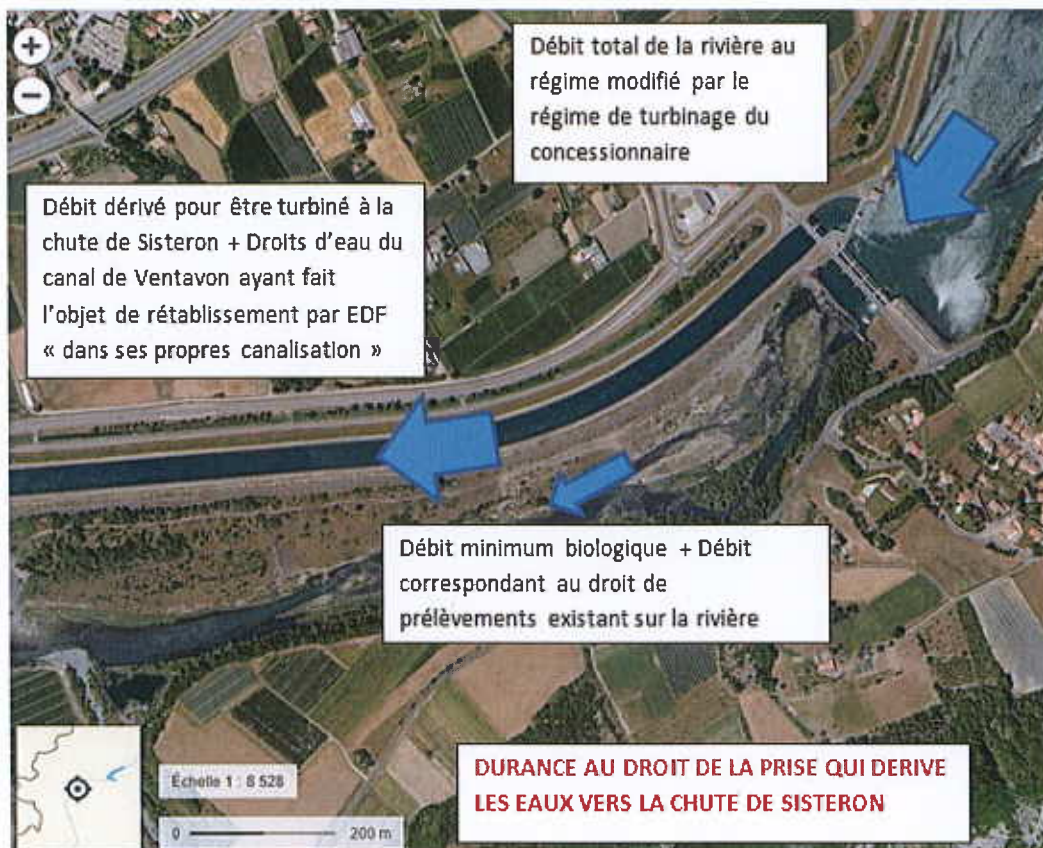 Débit total de la rivière au
régime modifié par le
régime de turbinage du
concessionnaire
Débit dérivé pour être turbiné à la
chute de Sisteron + Droits d'eau du
canal de Ventavon ayant fait
l'objet de rétablissement par EDF
« dans ses propres canalisation »
Débit minimum biologique + Débit
correspondant au droit de
prélèvements existant sur la rivière
Échelle 1 : 8 528
0 200 m
DURANCE AU DROIT DE LA PRISE QUI DERIVE
LES EAUX VERS LA CHUTE DE SISTERON